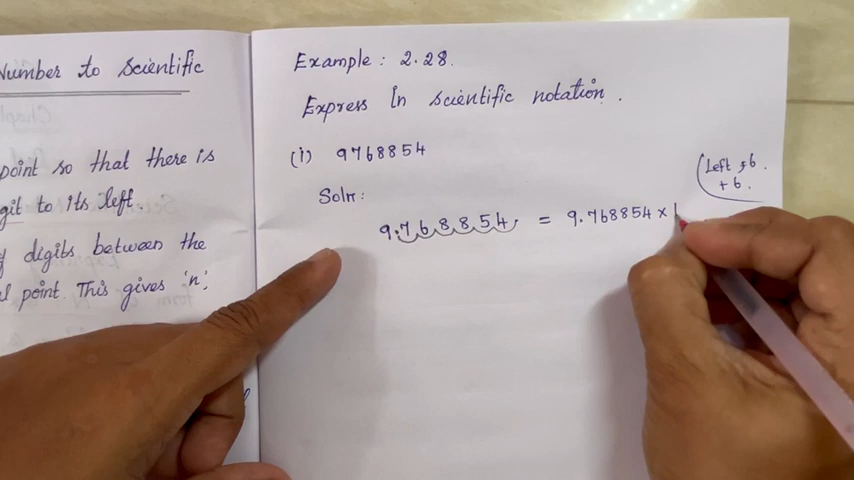 Number to Scientific
point so that there is
git to its left.
digits between the
l point. This gives 'n',
Example : 2.28.
Express In scientific notation.
(i) 9768854
Soln:
9.768854 = 9.768854 ×
Left 6.
+6.